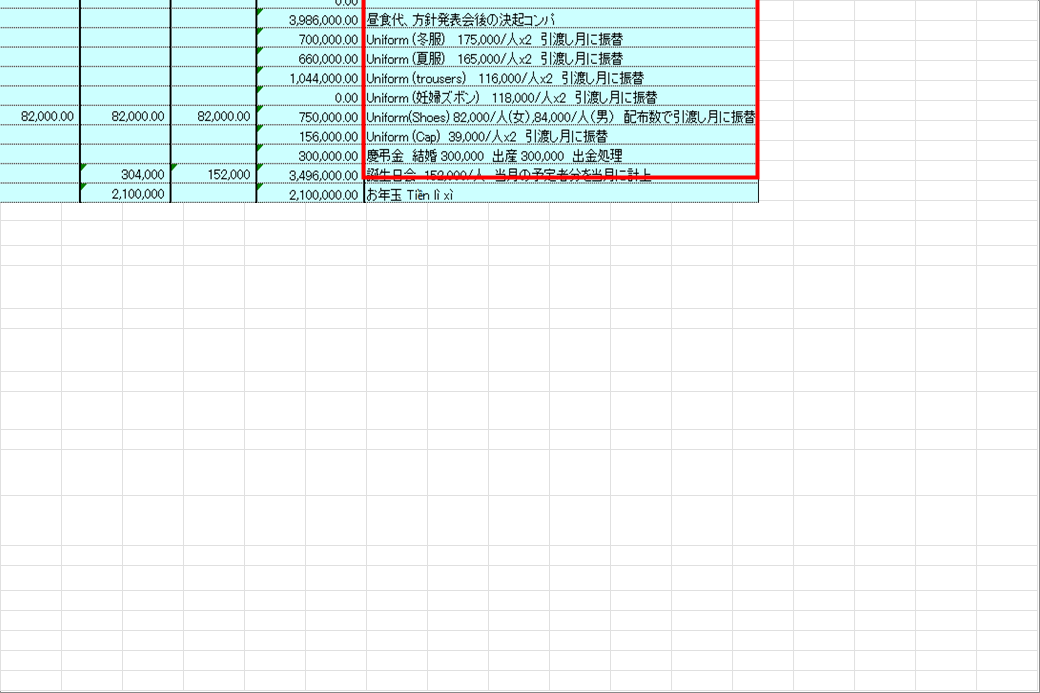 0.00
3,986,000.00 昼食代、方針発表会後の決起コンパ
700,000.00 Uniform (冬服) 175,000/人x2 引渡し月に振替
660,000.00 Uniform (夏服) 165,000/人x2 引渡し月に振替
1,044,000.00 Uniform (trousers) 116,000/人x2 引渡し月に振替
0.00 Uniform (妊婦ズボン) 118,000/人x2 引渡し月に振替
82,000.00 82,000.00 82,000.00 750,000.00 Uniform(Shoes) 82,000/人(女),84,000/人(男) 配布数で引渡し月に振替
156,000.00 Uniform (Cap) 39,000/人x2 引渡し月に振替
300,000.00 慶弔金 結婚 300,000 出産 300,000 出金処理
304,000 152,000 3,496,000.00 誕生日会 152,000/人 当月の予定者分を当月に計上
2,100,000 2,100,000.00 お年玉 Tiền lì xì